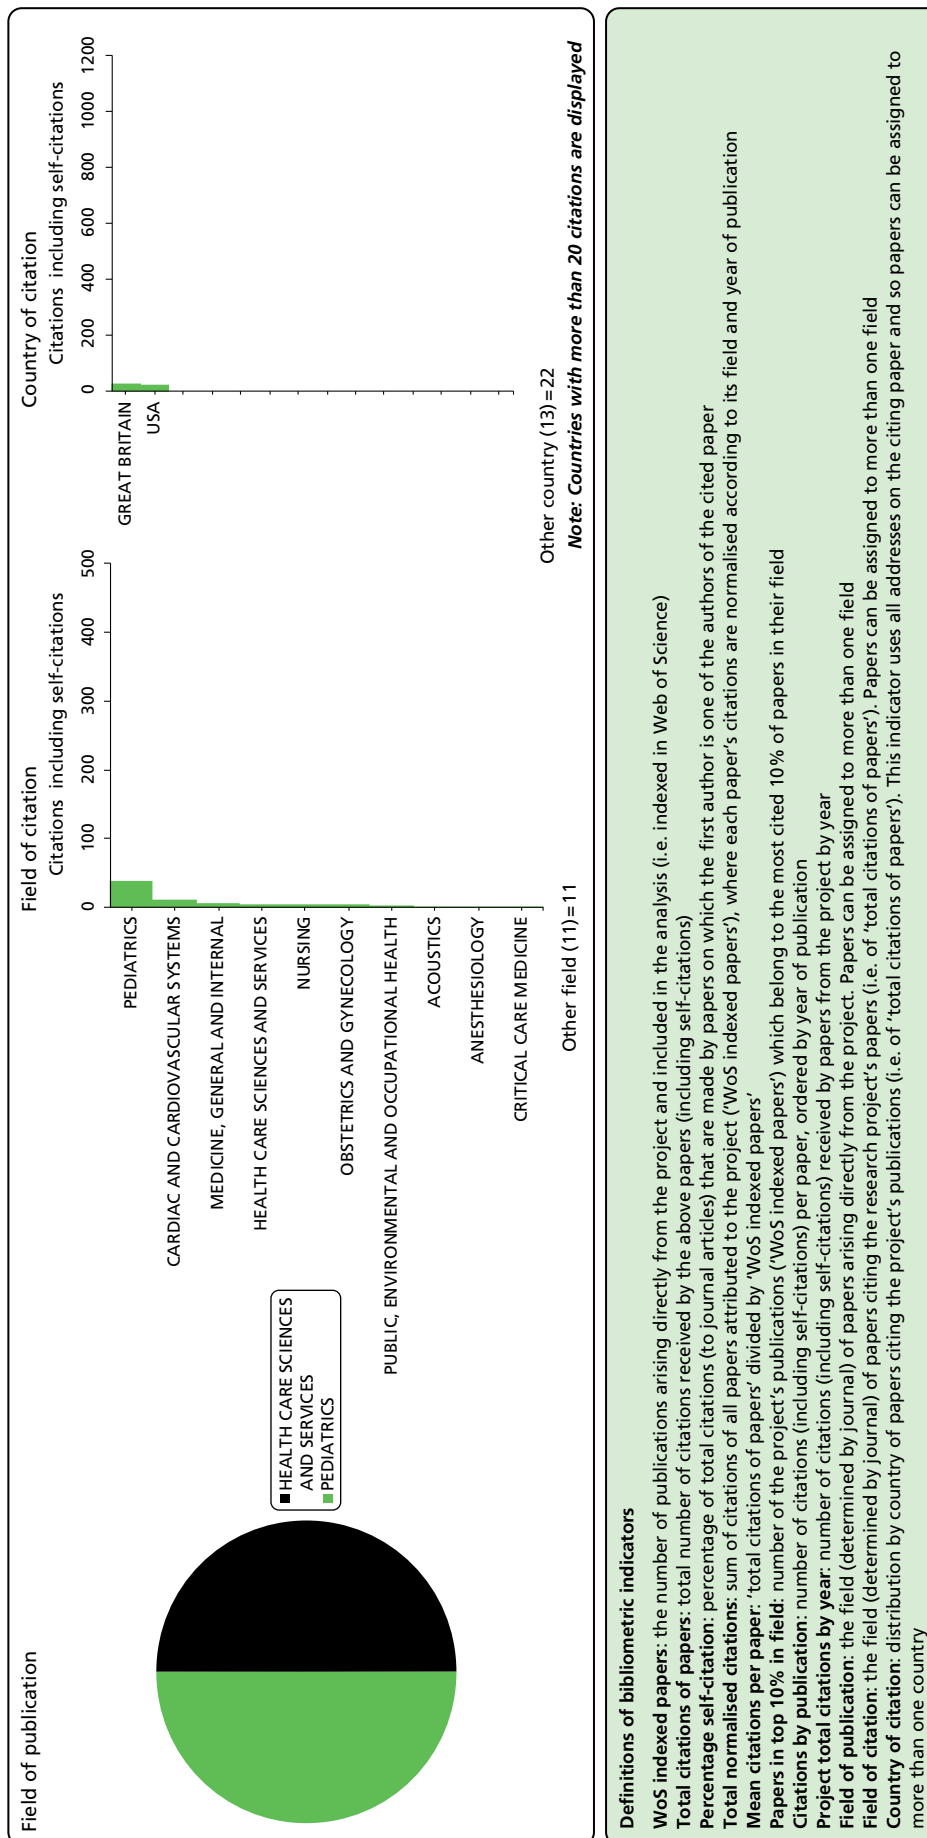 Field of publication
HEALTH CARE SCIENCES
AND SERVICES
PEDIATRICS
Field of citation
Citations including self-citations
0
100
200
300
400
500
PEDIATRICS
CARDIAC AND CARDIOVASCULAR SYSTEMS
MEDICINE, GENERAL AND INTERNAL
HEALTH CARE SCIENCES AND SERVICES
NURSING
OBSTETRICS AND GYNECOLOGY
PUBLIC, ENVIRONMENTAL AND OCCUPATIONAL HEALTH
ACOUSTICS
ANESTHESIOLOGY
CRITICAL CARE MEDICINE
Other field (11) = 11
Country of citation
Citations including self-citations
0
200
400
600
800
1000
1200
GREAT BRITAIN
USA
Other country (13) = 22
Note: Countries with more than 20 citations are displayed
Definitions of bibliometric indicators
WoS indexed papers: the number of publications arising directly from the project and included in the analysis (i.e. indexed in Web of Science)
Total citations of papers: total number of citations received by the above papers (including self-citations)
Percentage self-citation: percentage of total citations (to journal articles) that are made by papers on which the first author is one of the authors of the cited paper
Total normalised citations: sum of citations of all papers attributed to the project (‘WoS indexed papers’), where each paper’s citations are normalised according to its field and year of publication
Mean citations per paper: ‘total citations of papers’ divided by ‘WoS indexed papers’
Papers in top 10% in field: number of the project’s publications (‘WoS indexed papers’) which belong to the most cited 10% of papers in their field
Citations by publication: number of citations (including self-citations) per paper, ordered by year of publication
Project total citations by year: number of citations (including self-citations) received by papers from the project by year
Field of publication: the field (determined by journal) of papers arising directly from the project. Papers can be assigned to more than one field
Field of citation: the field (determined by journal) of papers citing the research project’s papers (i.e. of ‘total citations of papers’). Papers can be assigned to more than one field
Country of citation: distribution by country of papers citing the project’s publications (i.e. of ‘total citations of papers’). This indicator uses all addresses on the citing paper and so papers can be assigned to
more than one country